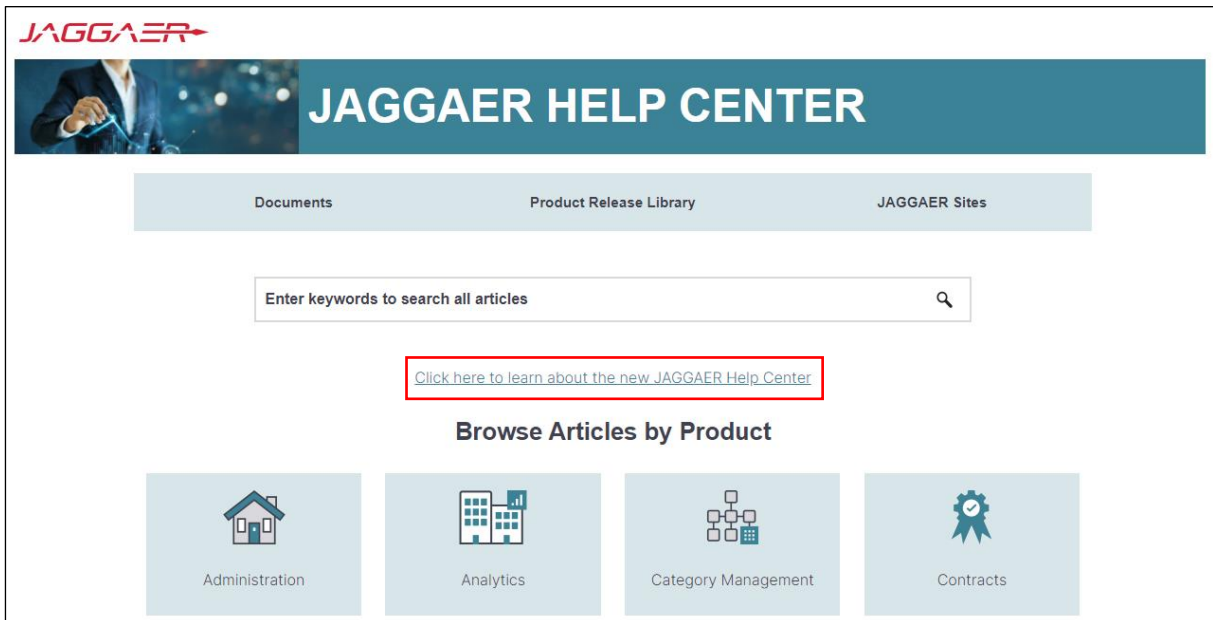 JAGGAER
JAGGAER HELP CENTER
Documents
Product Release Library
JAGGAER Sites
Enter keywords to search all articles
Click here to learn about the new JAGGAER Help Center
Browse Articles by Product
Administration
Analytics
Category Management
Contracts